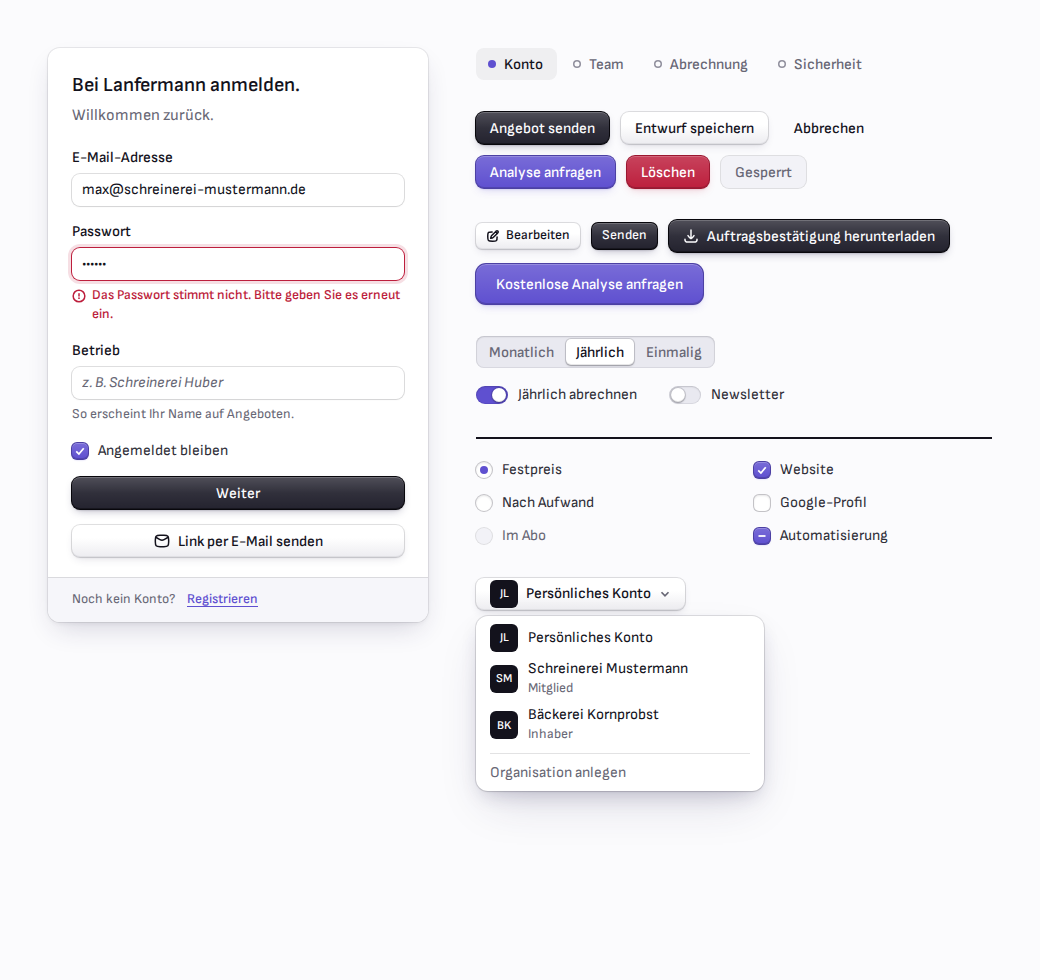 Bei Lanfermann anmelden.
Willkommen zurück.
E-Mail-Adresse
max@schreinerei-mustermann.de
Passwort
••••••
Das Passwort stimmt nicht. Bitte geben Sie es erneut
ein.
Betrieb
z. B. Schreinerei Huber
So erscheint Ihr Name auf Angeboten.
Angemeldet bleiben
Weiter
Link per E-Mail senden
Noch kein Konto? Registrieren
Konto Team Abrechnung Sicherheit
Angebot senden Entwurf speichern Abbrechen
Analyse anfragen Löschen Gesperrt
Bearbeiten Senden Auftragsbestätigung herunterladen
Kostenlose Analyse anfragen
Monatlich Jährlich Einmalig
Jährlich abrechnen Newsletter
Festpreis Website
Nach Aufwand Google-Profil
Im Abo Automatisierung
JL Persönliches Konto
JL Persönliches Konto
SM Schreinerei Mustermann
Mitglied
BK Bäckerei Kornprobst
Inhaber
Organisation anlegen